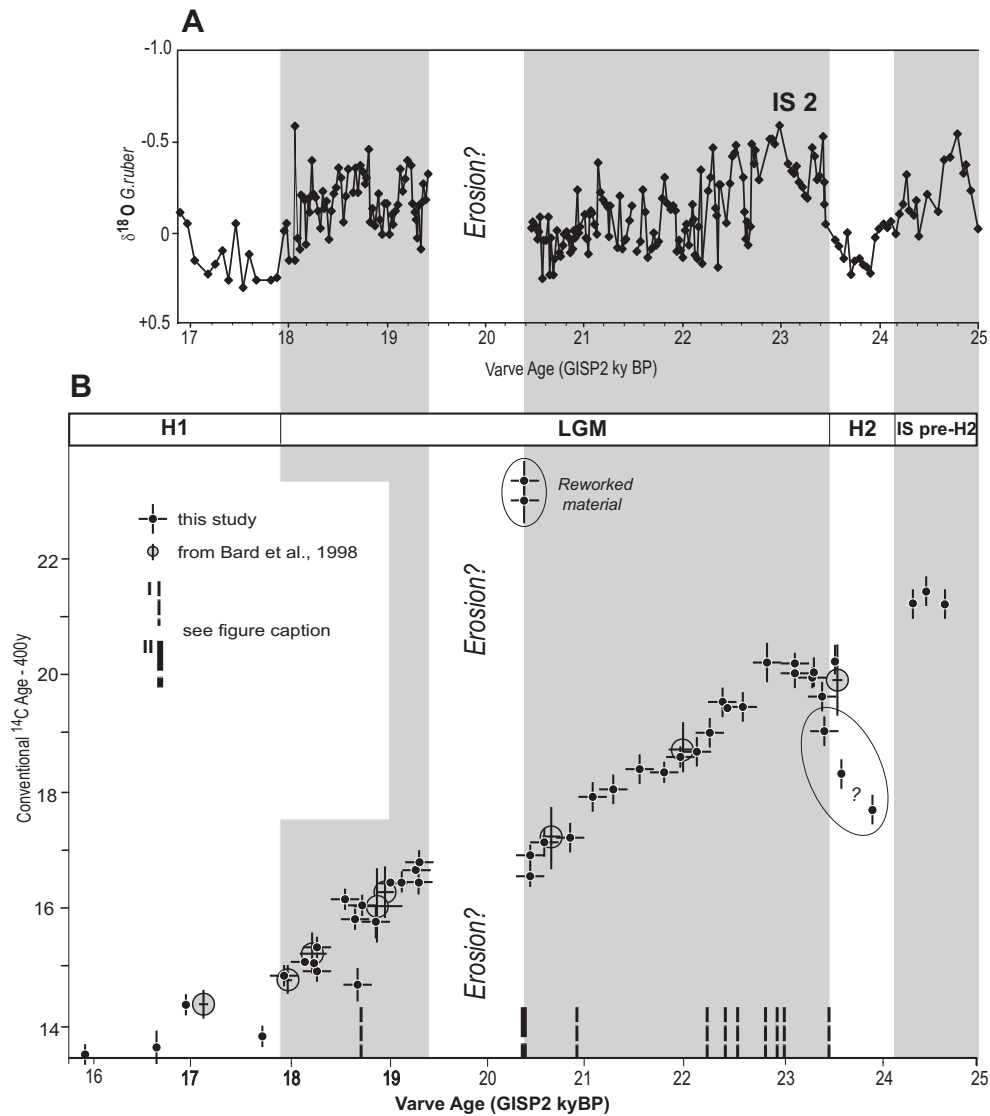 A
-1.0
-0.5
0
+0.5
δ18O G.ruber
IS 2
Erosion?
17 18 19 20 21 22 23 24 25
Varve Age (GISP2 ky BP)
B
H1 LGM H2 IS pre-H2
Reworked
material
this study
from Bard et al., 1998
I
see figure caption
II
Erosion?
?
Erosion?
22
20
18
16
14
Conventional 14C Age - 400y
16 17 18 19 20 21 22 23 24 25
Varve Age (GISP2 kyBP)